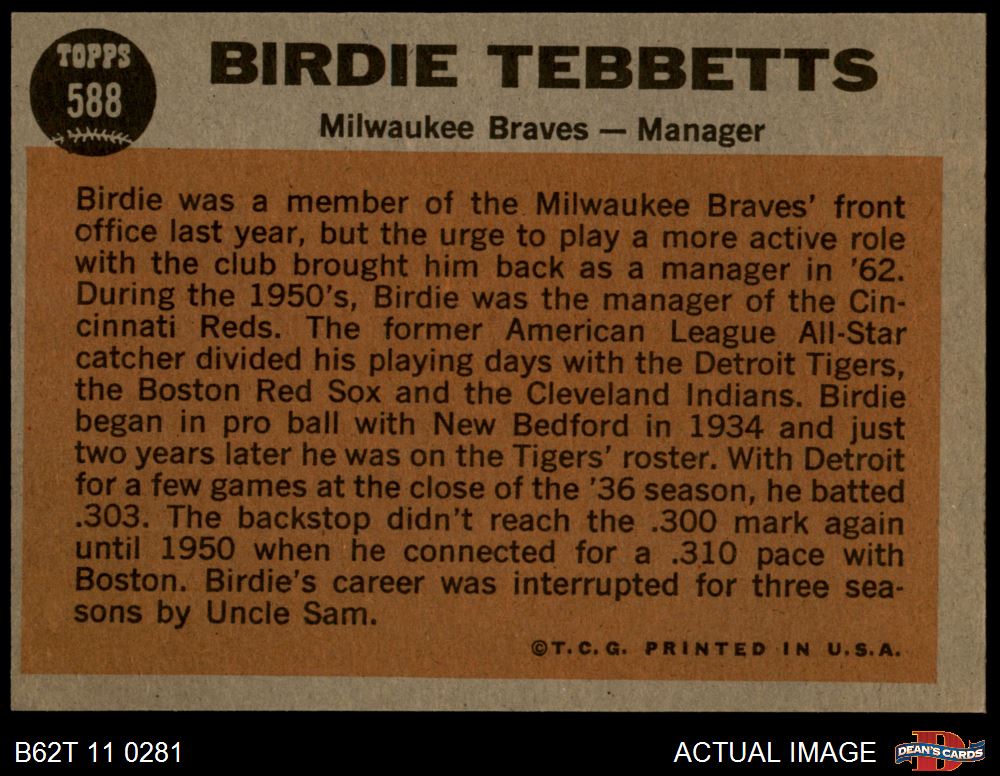 TOPPS
588
BIRDIE TEBBETTS
Milwaukee Braves — Manager
Birdie was a member of the Milwaukee Braves' front
office last year, but the urge to play a more active role
with the club brought him back as a manager in '62.
During the 1950's, Birdie was the manager of the Cin-
cinnati Reds. The former American League All-Star
catcher divided his playing days with the Detroit Tigers,
the Boston Red Sox and the Cleveland Indians. Birdie
began in pro ball with New Bedford in 1934 and just
two years later he was on the Tigers' roster. With Detroit
for a few games at the close of the '36 season, he batted
.303. The backstop didn't reach the .300 mark again
until 1950 when he connected for a .310 pace with
Boston. Birdie's career was interrupted for three sea-
sons by Uncle Sam.
©T.C.G. PRINTED IN U.S.A.
B62T 11 0281
ACTUAL IMAGE
DEAN'S CARDS